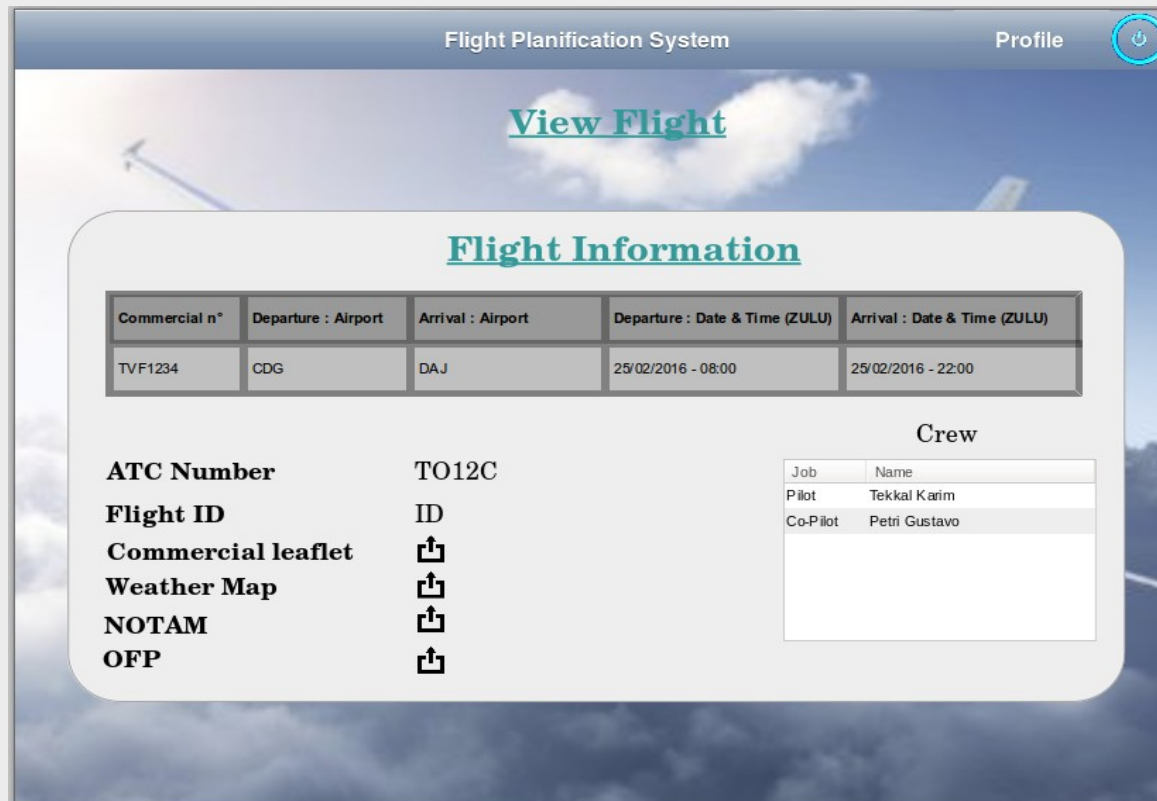 Flight Planification System Profile
View Flight
Flight Information
Commercial n° Departure : Airport Arrival : Airport Departure : Date & Time (ZULU) Arrival : Date & Time (ZULU)
TVF1234 CDG DAJ 25/02/2016 - 08:00 25/02/2016 - 22:00
Crew
ATC Number TO12C
Job Name
Pilot Tekkal Karim
Flight ID ID
Co-Pilot Petri Gustavo
Commercial leaflet
Weather Map
NOTAM
OFP